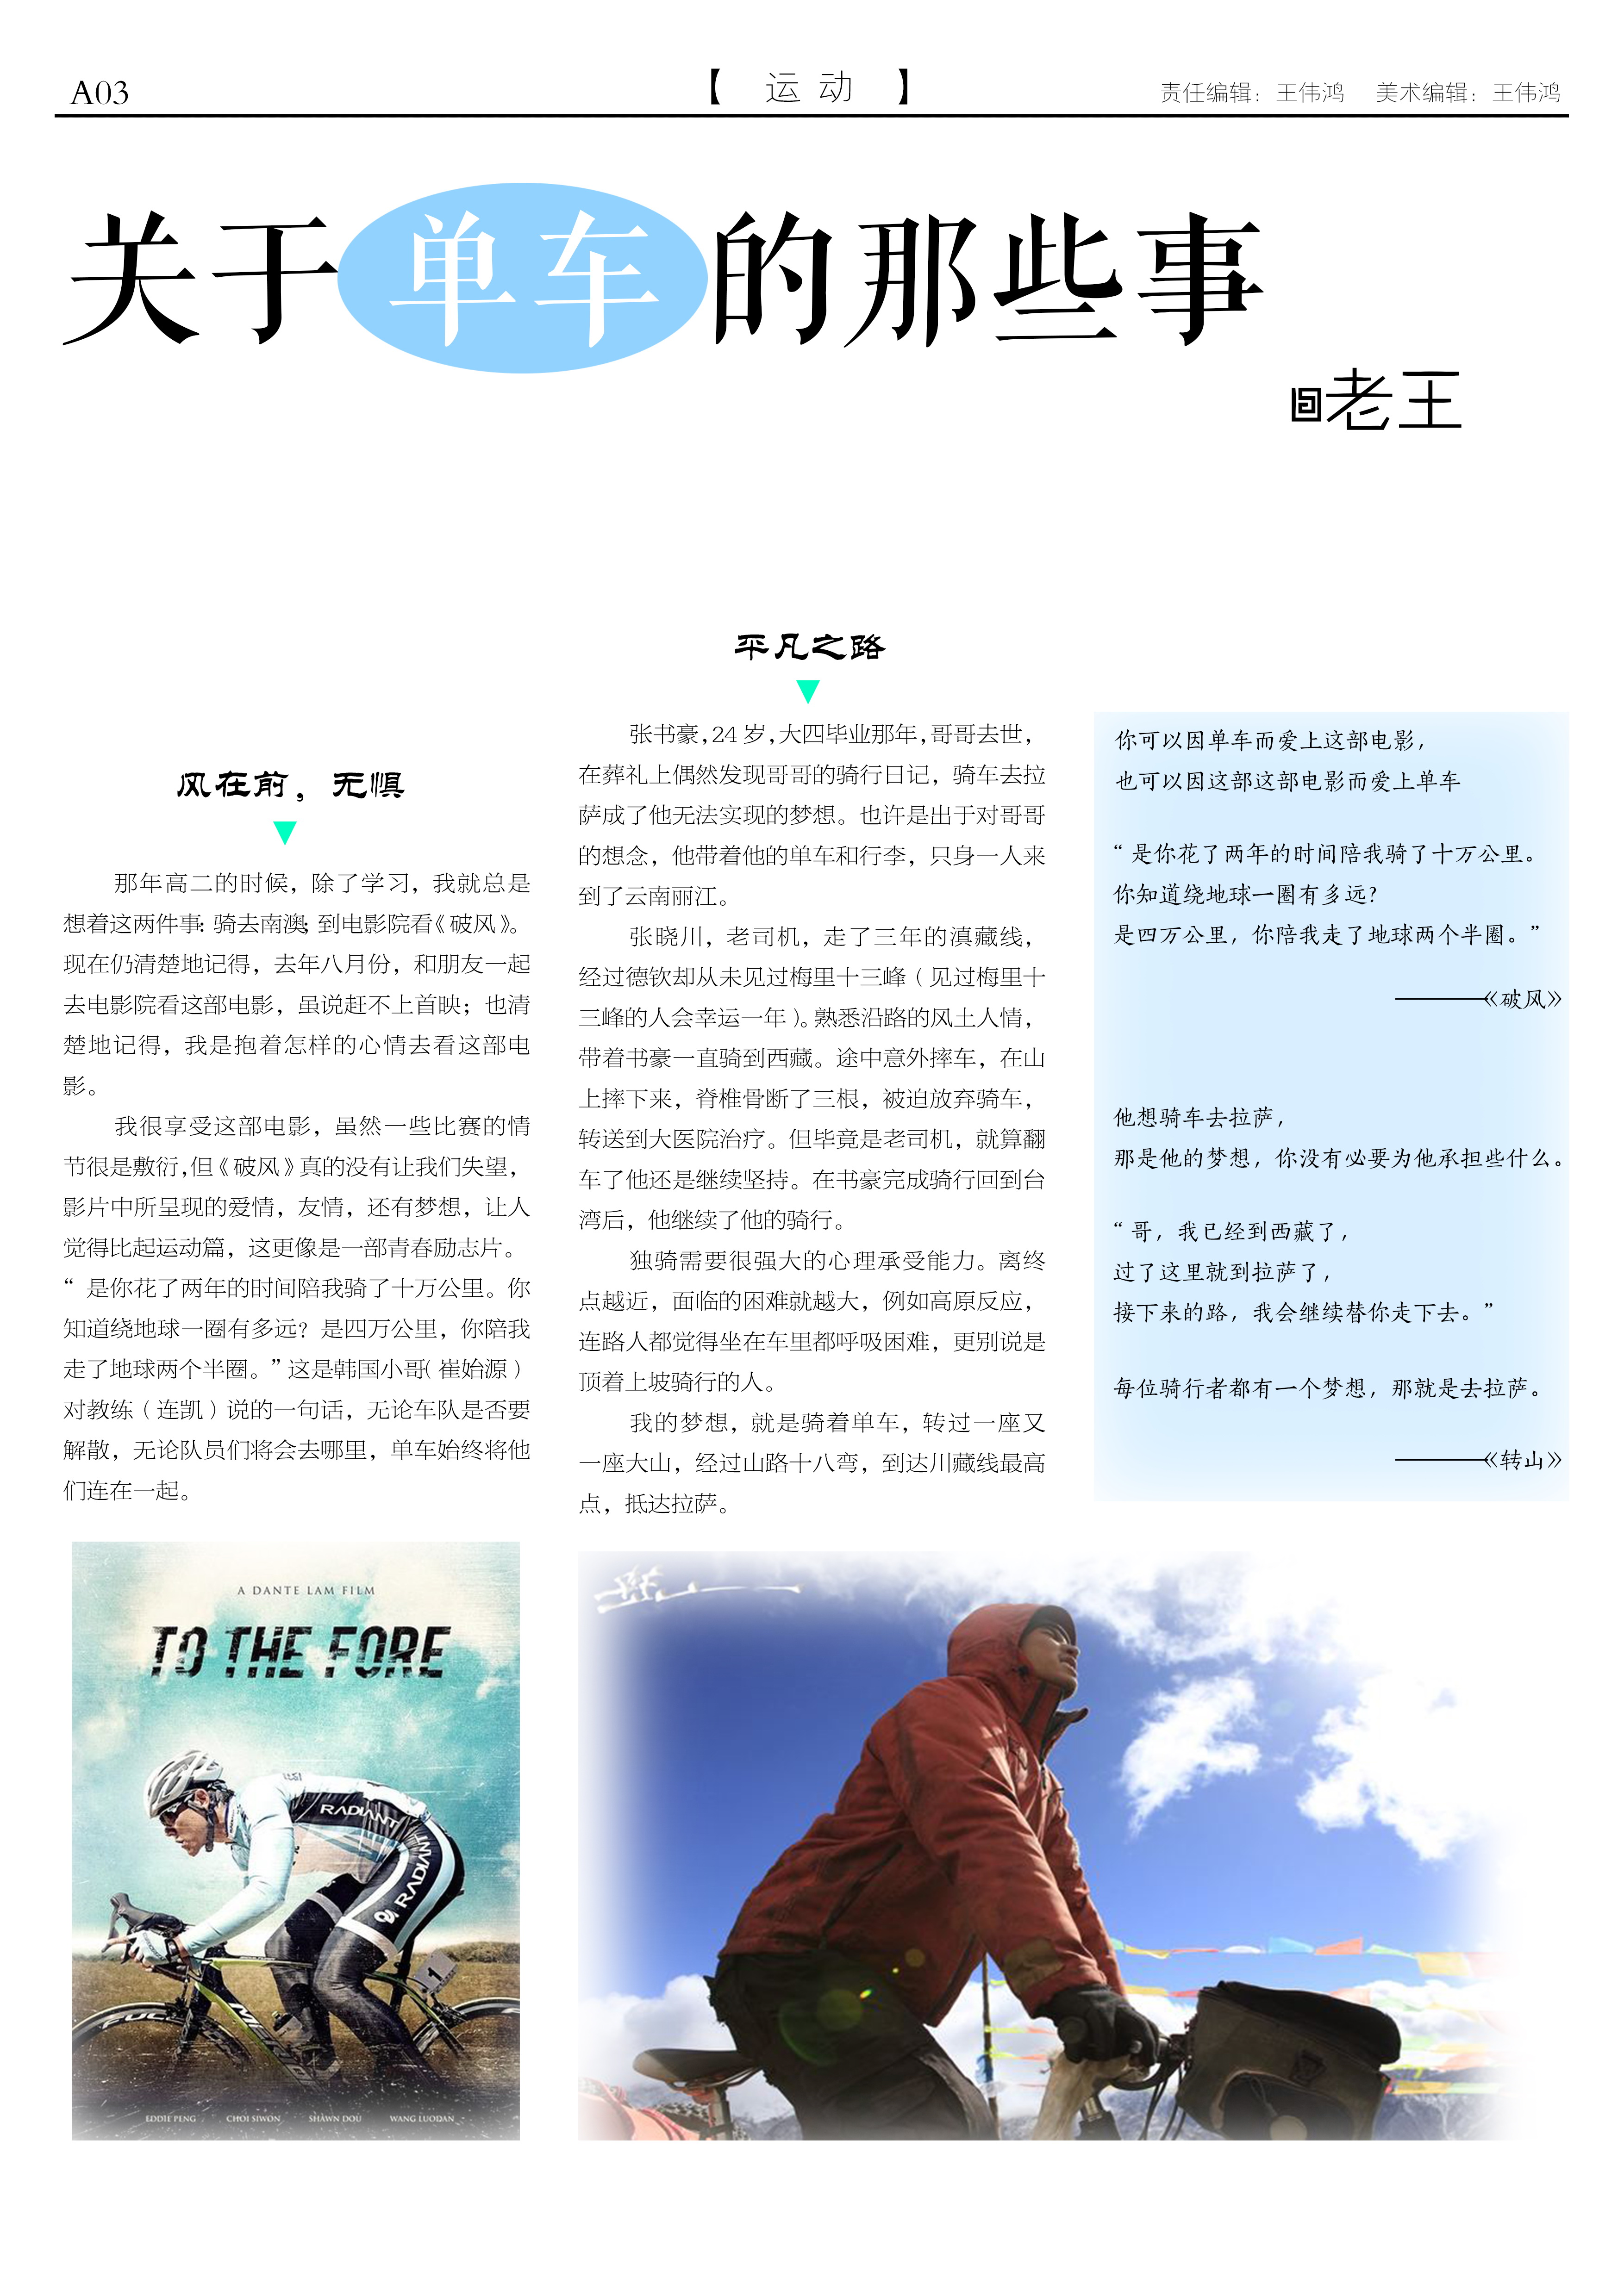 A03
【 运 动 】
责任编辑：王伟鸿 美术编辑：王伟鸿
关于单车的那些事
老王
风在前，无惧
那年高二的时候，除了学习，我就总是
想着这两件事：骑去南澳；到电影院看《破风》。
现在仍清楚地记得，去年八月份，和朋友一起
去电影院看这部电影，虽说赶不上首映；也清
楚地记得，我是抱着怎样的心情去看这部电
影。
我很享受这部电影，虽然一些比赛的情
节很是敷衍，但《破风》真的没有让我们失望，
影片中所呈现的爱情，友情，还有梦想，让人
觉得比起运动篇，这更像是一部青春励志片。
“ 是你花了两年的时间陪我骑了十万公里。你
知道绕地球一圈有多远？是四万公里，你陪我
走了地球两个半圈。” 这是韩国小哥（崔始源）
对教练（连凯）说的一句话，无论车队是否要
解散，无论队员们将会去哪里，单车始终将他
们连在一起。
平凡之路
张书豪，24 岁，大四毕业那年，哥哥去世，
在葬礼上偶然发现哥哥的骑行日记，骑车去拉
萨成了他无法实现的梦想。也许是出于对哥哥
的想念，他带着他的单车和行李，只身一人来
到了云南丽江。
张晓川，老司机，走了三年的滇藏线，
经过德钦却从未见过梅里十三峰（见过梅里十
三峰的人会幸运一年）。熟悉沿路的风土人情，
带着书豪一直骑到西藏。途中意外摔车，在山
上摔下来，脊椎骨断了三根，被迫放弃骑车，
转送到大医院治疗。但毕竟是老司机，就算翻
车了他还是继续坚持。在书豪完成骑行回到台
湾后，他继续了他的骑行。
独骑需要很强大的心理承受能力。离终
点越近，面临的困难就越大，例如高原反应，
连路人都觉得坐在车里都呼吸困难，更别说是
顶着上坡骑行的人。
我的梦想，就是骑着单车，转过一座又
一座大山，经过山路十八弯，到达川藏线最高
点，抵达拉萨。
你可以因单车而爱上这部电影，
也可以因这部这部电影而爱上单车
“ 是你花了两年的时间陪我骑了十万公里。
你知道绕地球一圈有多远？
是四万公里，你陪我走了地球两个半圈。”
————《破风》
他想骑车去拉萨，
那是他的梦想，你没有必要为他承担些什么。
“ 哥，我已经到西藏了，
过了这里就到拉萨了，
接下来的路，我会继续替你走下去。”
每位骑行者都有一个梦想，那就是去拉萨。
————《转山》
A DANTE LAM FILM
TO THE FORE
RADIANT
RADIANT
1
EDDIE PENG CHOI SIWON SHAWN DOU WANG LUODAN